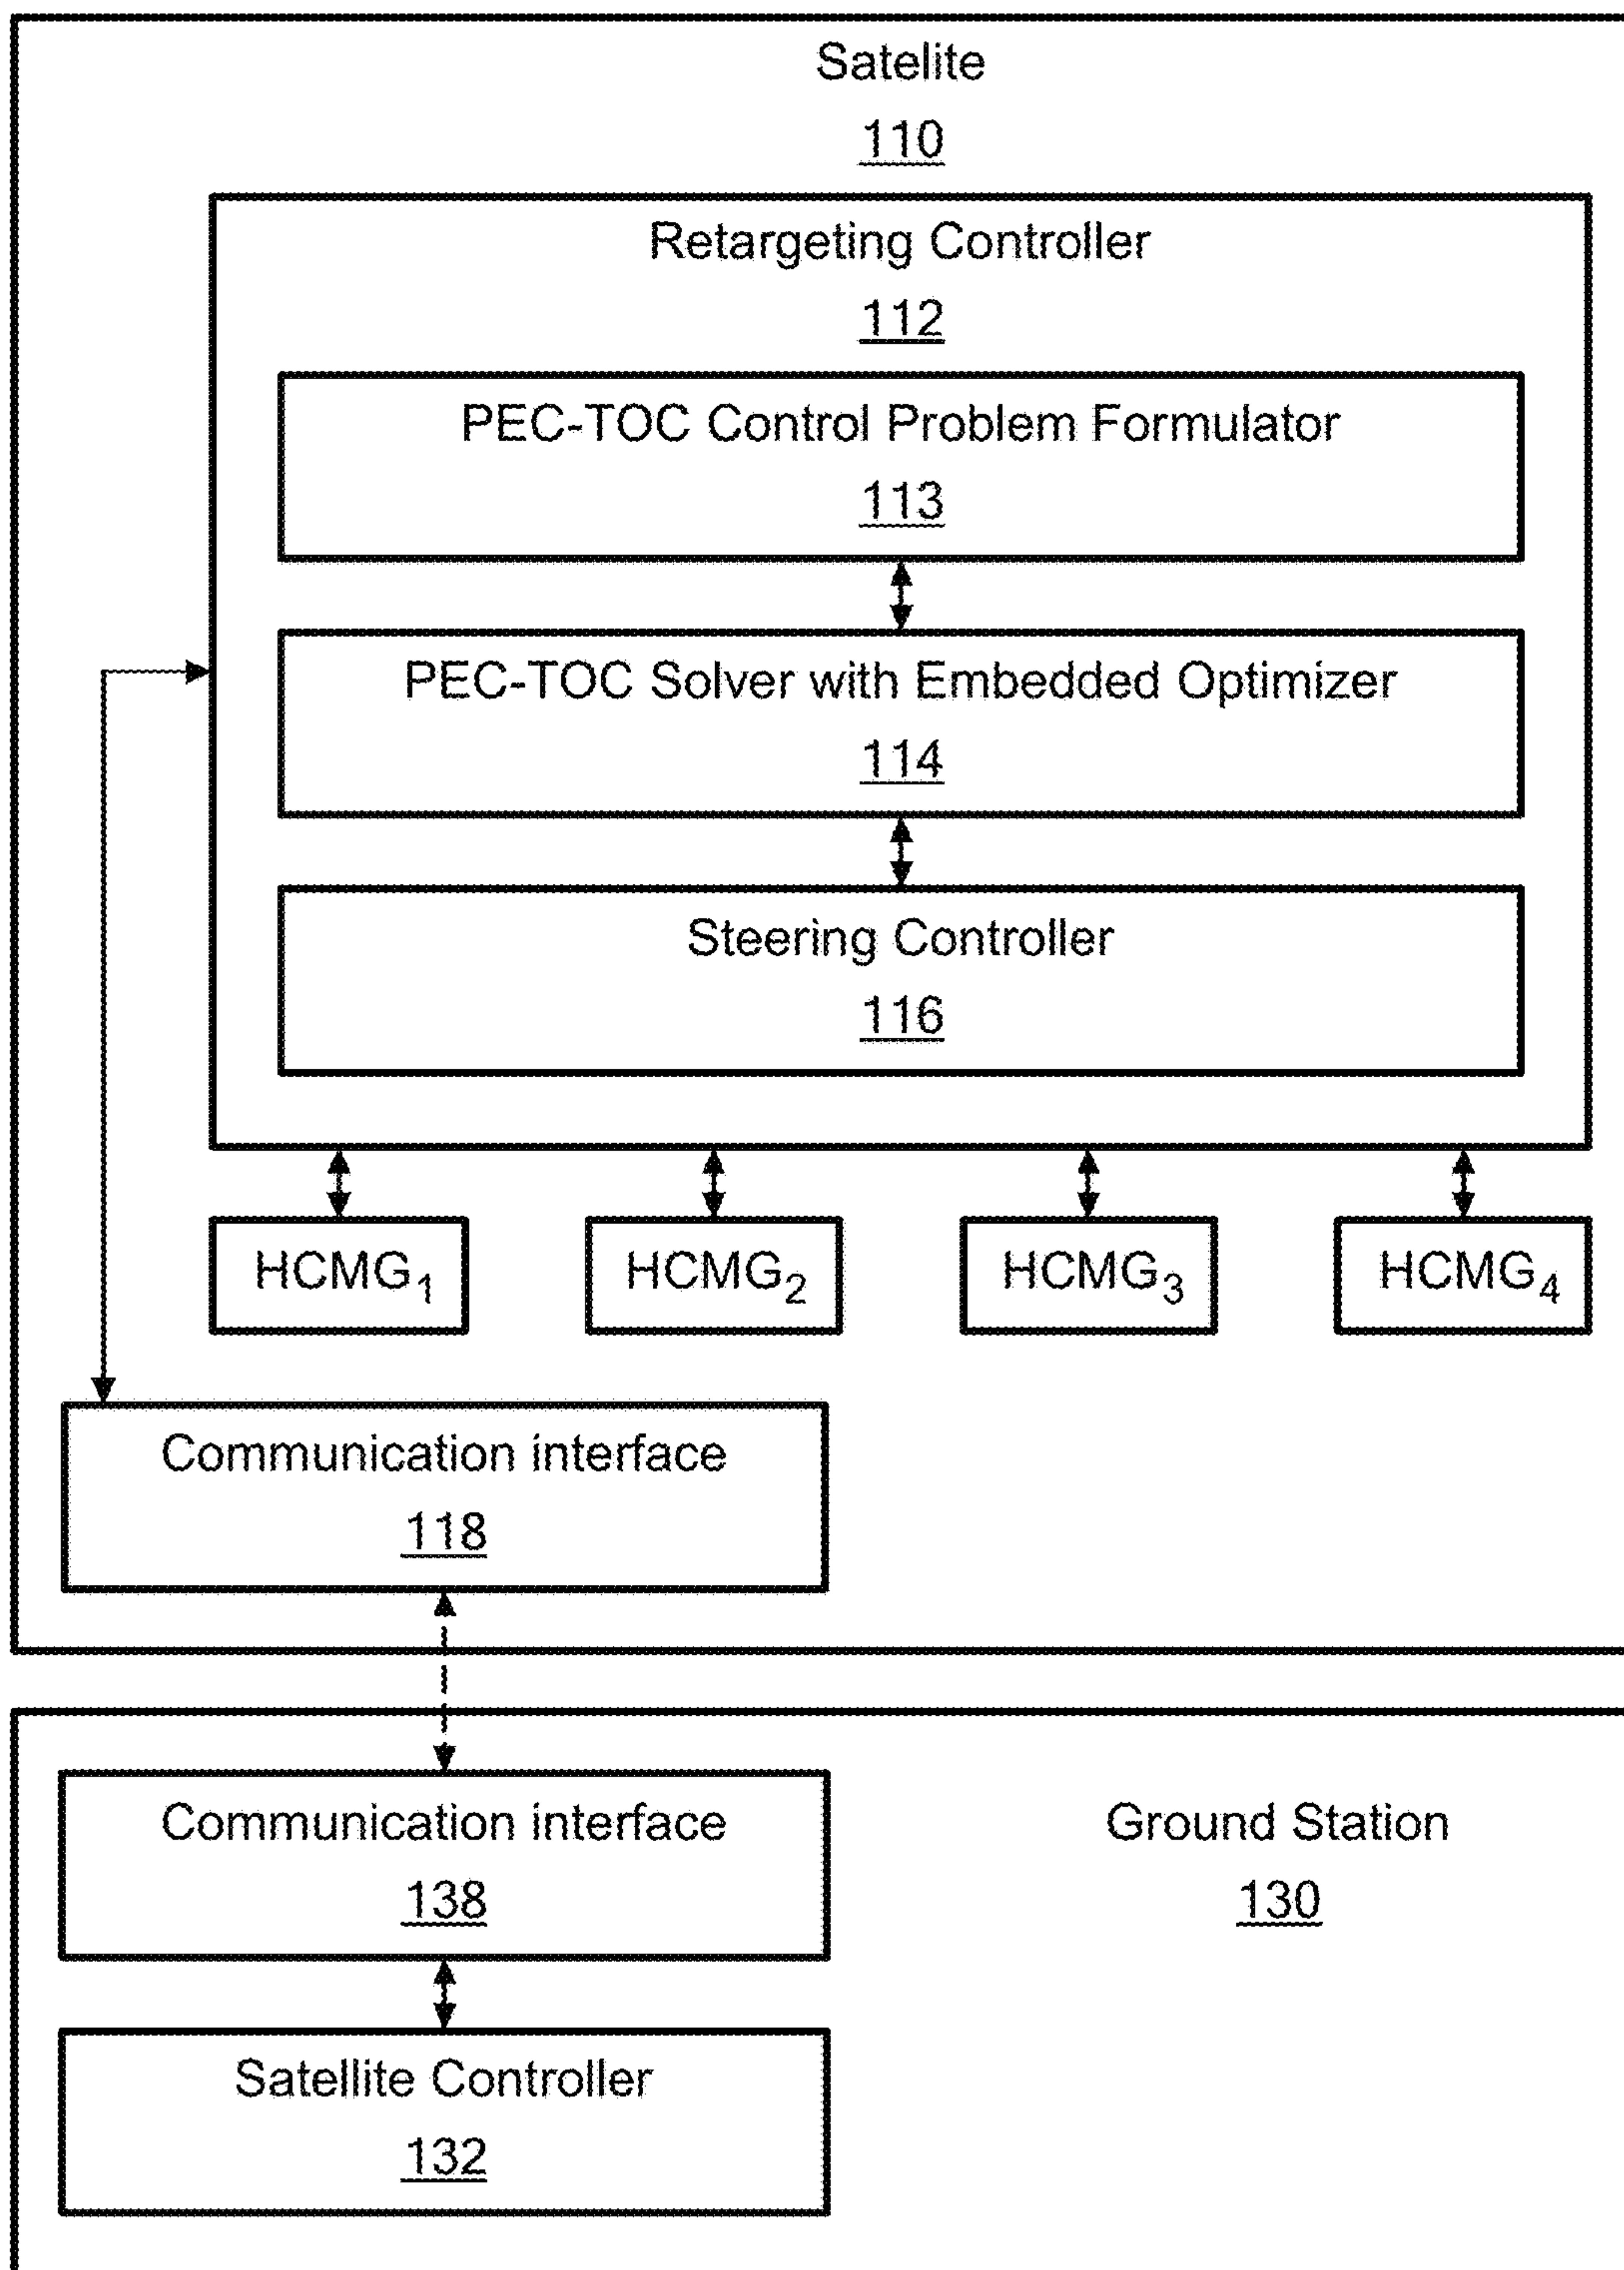 Satelite
110
Retargeting Controller
112
PEC-TOC Control Problem Formulator
113
PEC-TOC Solver with Embedded Optimizer
114
Steering Controller
116
HCMG₁
HCMG₂
HCMG₃
HCMG₄
Communication interface
118
Communication interface
138
Ground Station
130
Satellite Controller
132